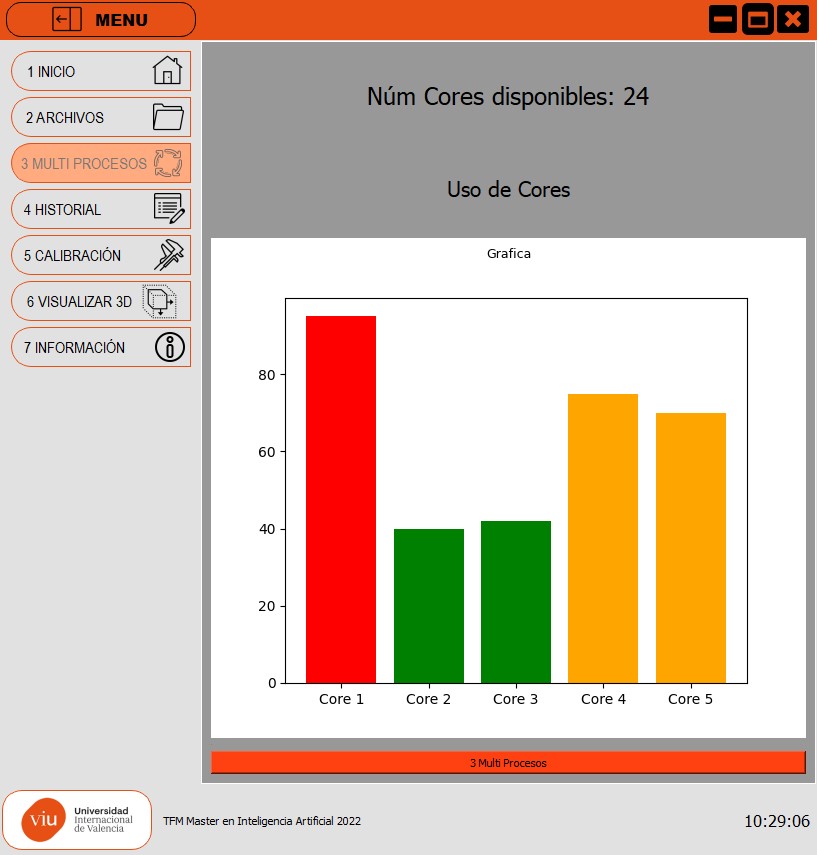 MENU
1 INICIO
2 ARCHIVOS
3 MULTI PROCESOS
4 HISTORIAL
5 CALIBRACIÓN
6 VISUALIZAR 3D
7 INFORMACIÓN
Núm Cores disponibles: 24
Uso de Cores
Grafica
80
60
40
20
0
Core 1 Core 2 Core 3 Core 4 Core 5
3 Multi Procesos
viu
Universidad
Internacional
de Valencia
TFM Master en Inteligencia Artificial 2022
10:29:06